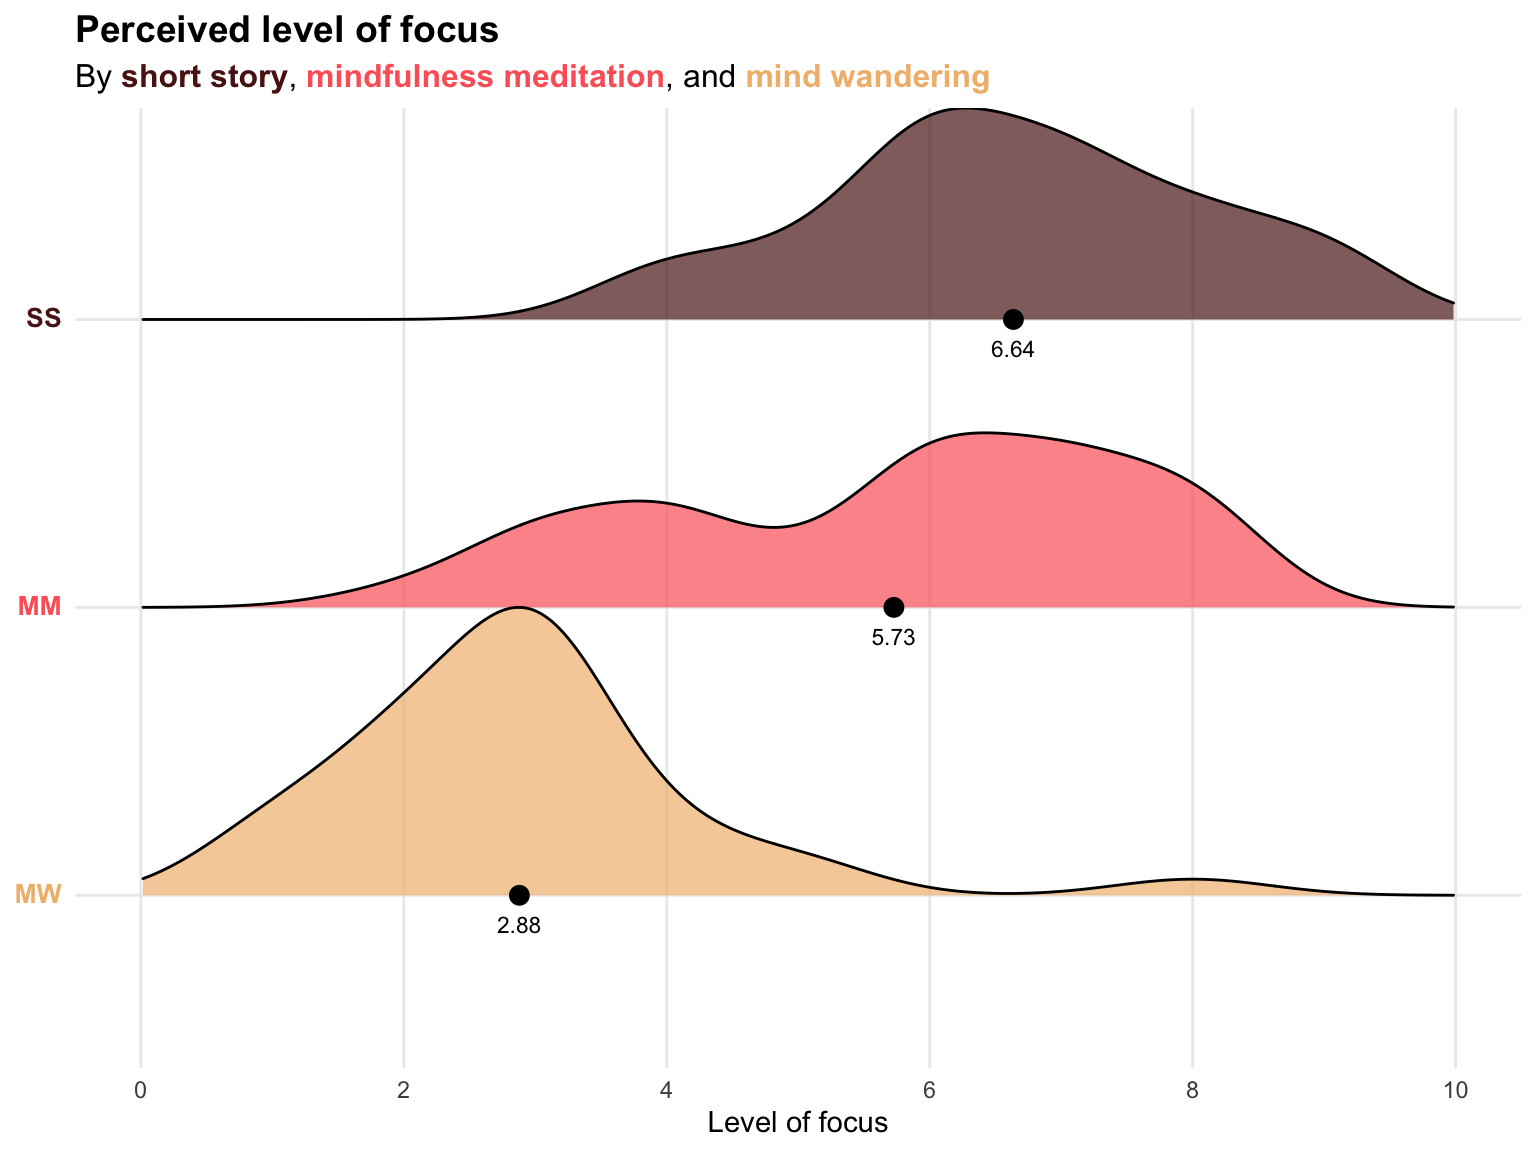 Perceived level of focus
By short story, mindfulness meditation, and mind wandering
SS
6.64
MM
5.73
MW
2.88
0 2 4 6 8 10
Level of focus